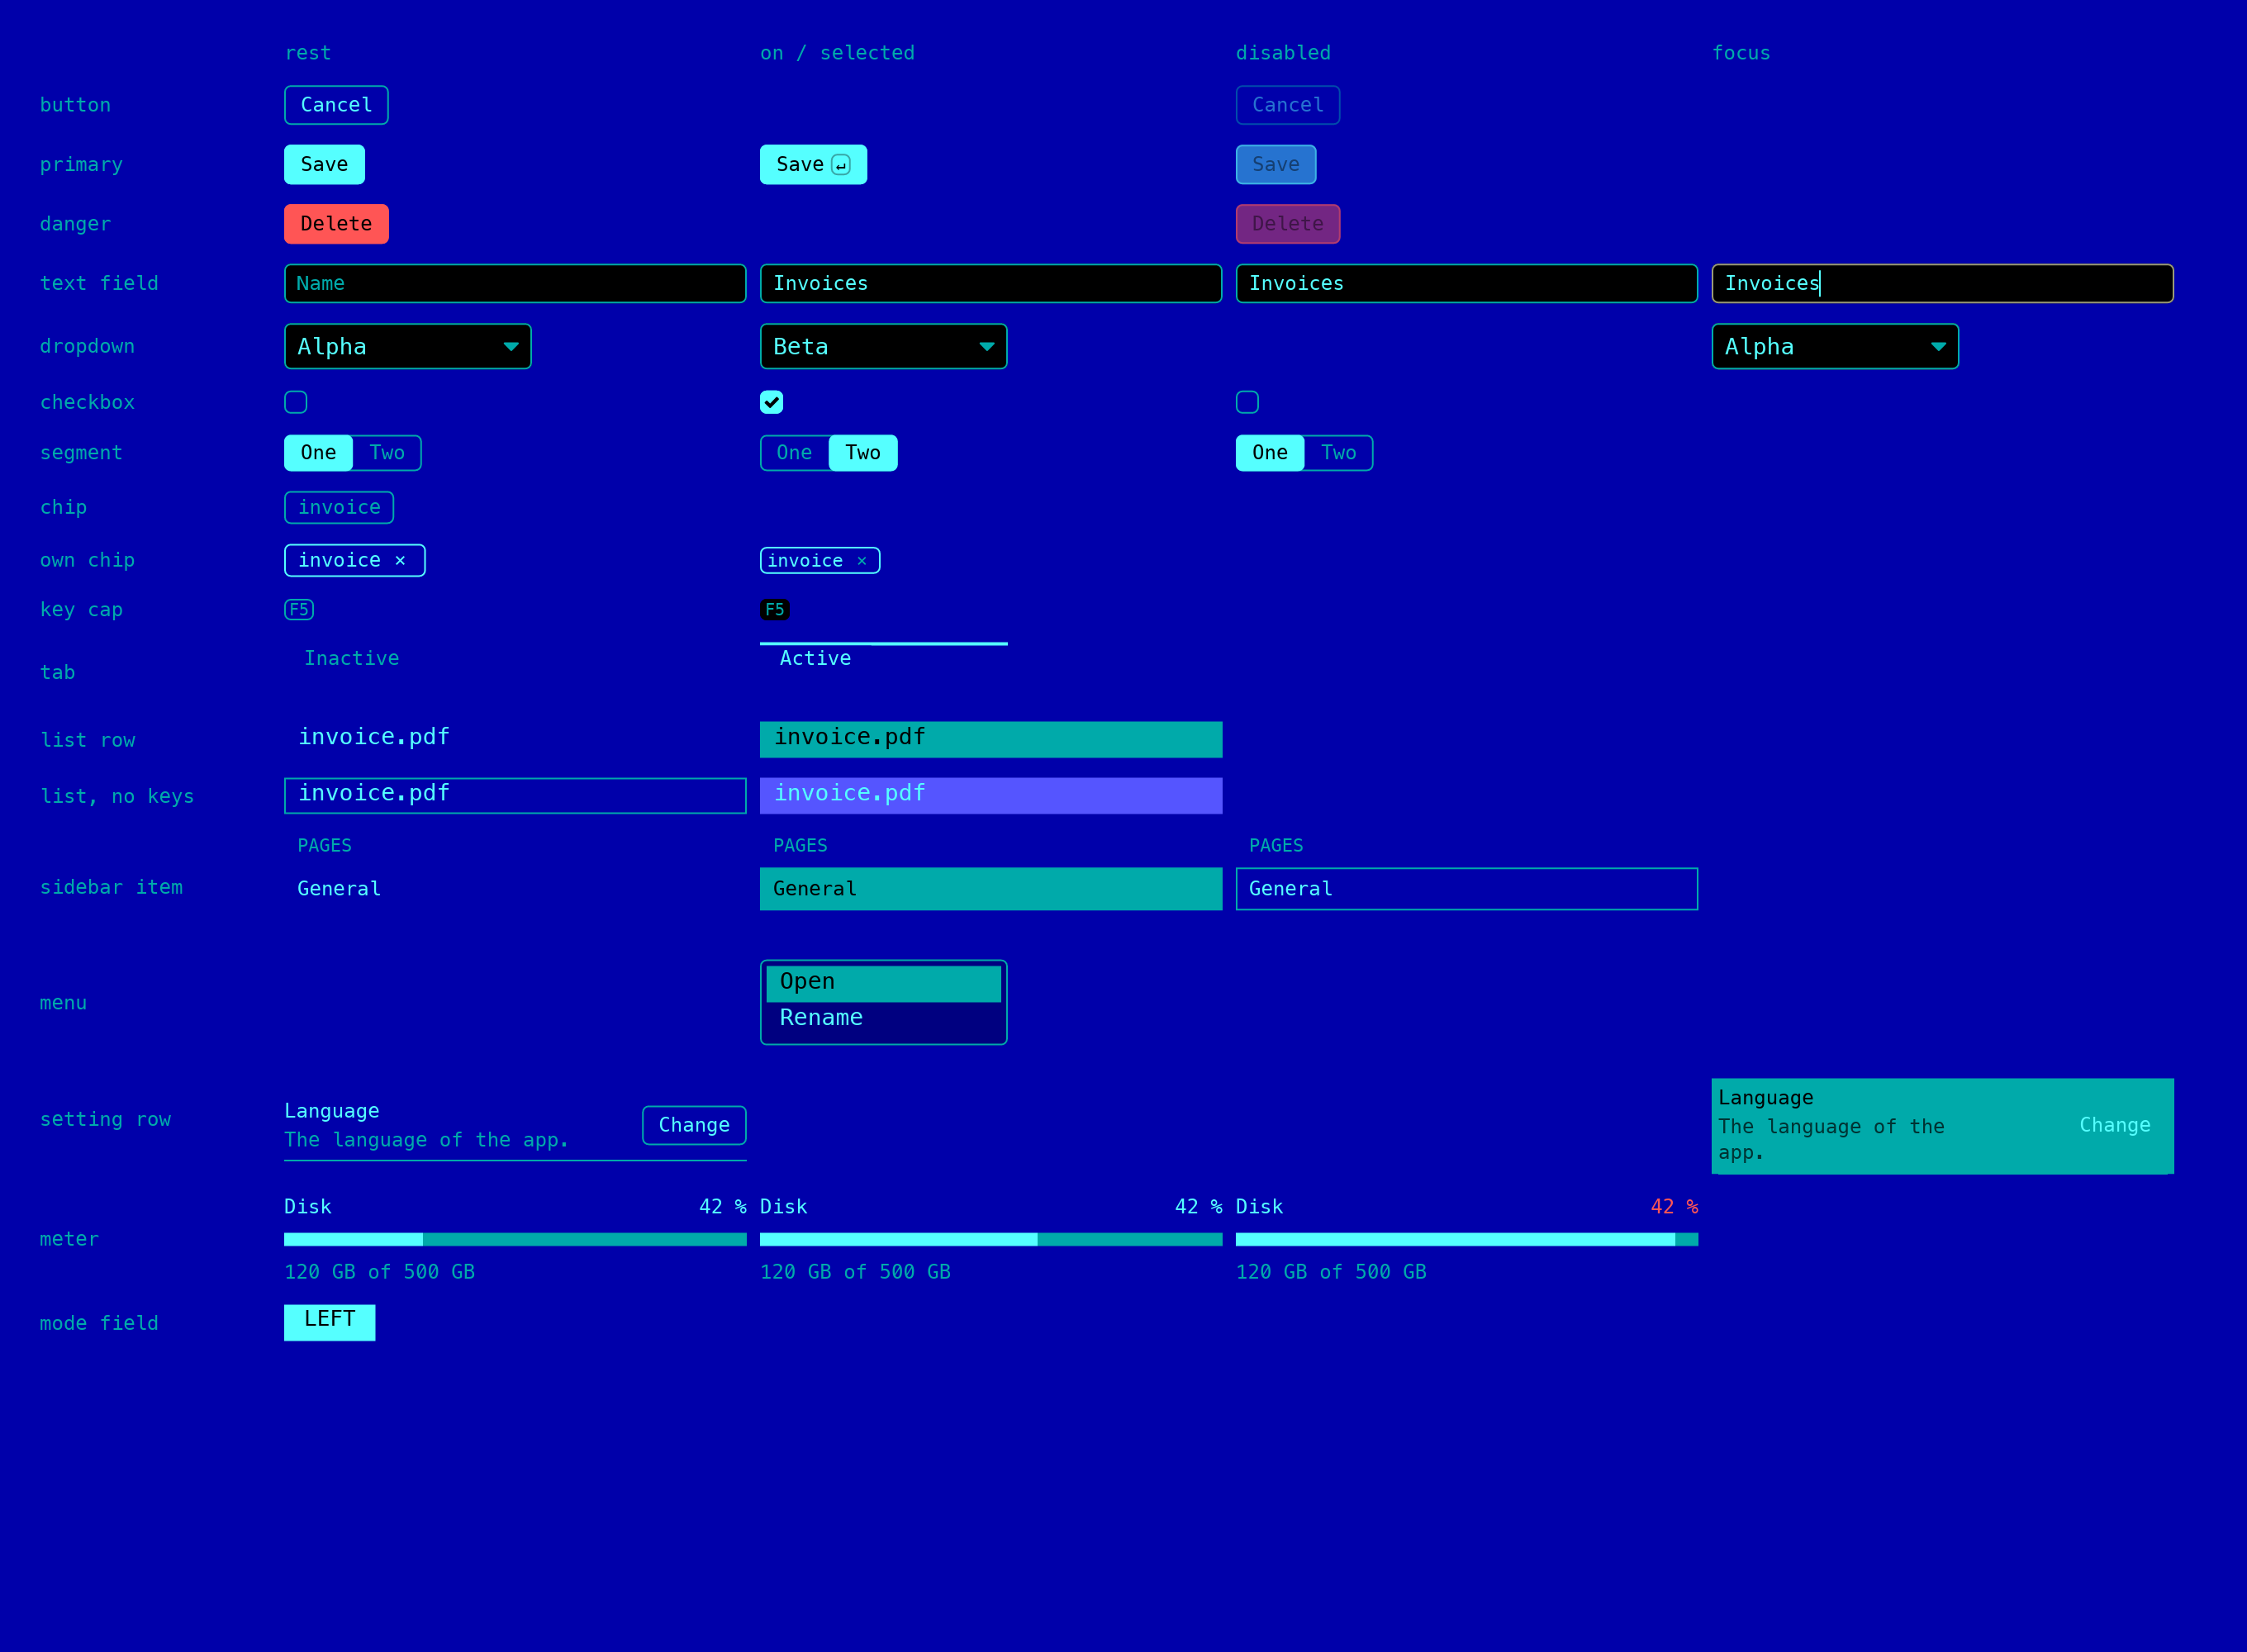 rest on / selected disabled focus
button Cancel Cancel
primary Save Save ↵ Save
danger Delete Delete
text field Name Invoices Invoices Invoices
dropdown Alpha Beta Alpha
checkbox
segment One Two One Two One Two
chip invoice
own chip invoice × invoice ×
key cap F5 F5
tab Inactive Active
list row invoice.pdf invoice.pdf
list, no keys invoice.pdf invoice.pdf
PAGES PAGES PAGES
sidebar item General General General
menu Open
Rename
setting row Language Change Language Change
The language of the app. The language of the
app.
Disk 42 % Disk 42 % Disk 42 %
meter
120 GB of 500 GB 120 GB of 500 GB 120 GB of 500 GB
mode field LEFT